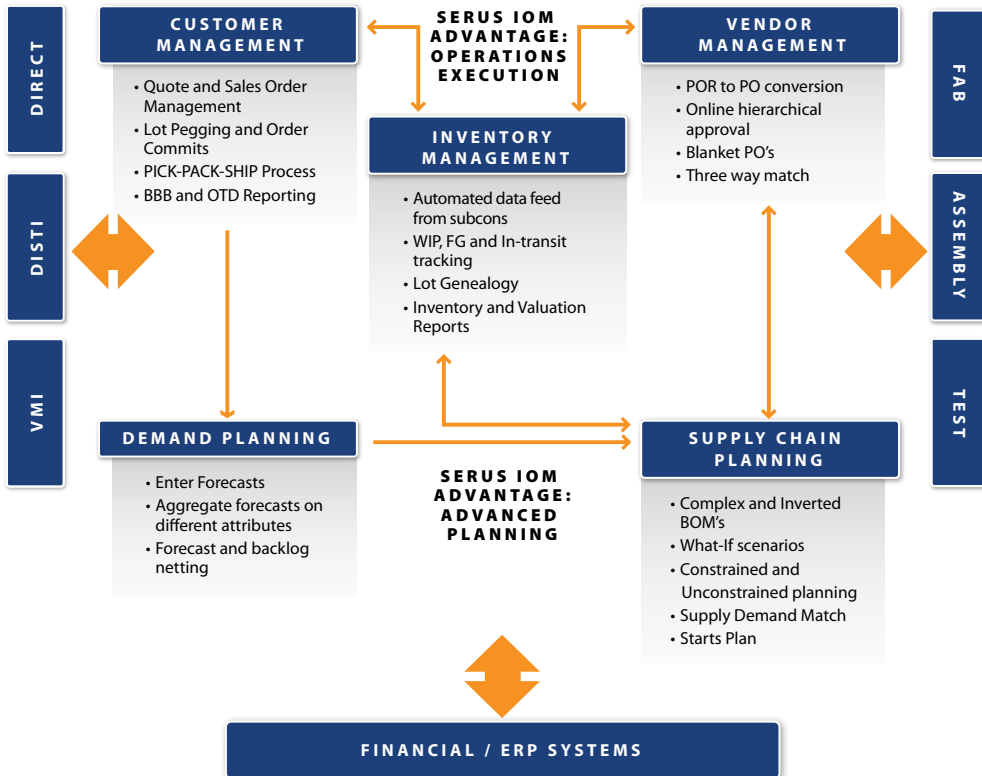 DIRECT
DISTI
VMI
CUSTOMER
MANAGEMENT
• Quote and Sales Order
Management
• Lot Pegging and Order
Commits
• PICK-PACK-SHIP Process
• BBB and OTD Reporting
SERUS IOM
ADVANTAGE:
OPERATIONS
EXECUTION
INVENTORY
MANAGEMENT
• Automated data feed
from subcons
• WIP, FG and In-transit
tracking
• Lot Genealogy
• Inventory and Valuation
Reports
VENDOR
MANAGEMENT
• POR to PO conversion
• Online hierarchical
approval
• Blanket PO's
• Three way match
FAB
ASSEMBLY
TEST
DEMAND PLANNING
• Enter Forecasts
• Aggregate forecasts on
different attributes
• Forecast and backlog
netting
SERUS IOM
ADVANTAGE:
ADVANCED
PLANNING
SUPPLY CHAIN
PLANNING
• Complex and Inverted
BOM's
• What-If scenarios
• Constrained and
Unconstrained planning
• Supply Demand Match
• Starts Plan
FINANCIAL / ERP SYSTEMS